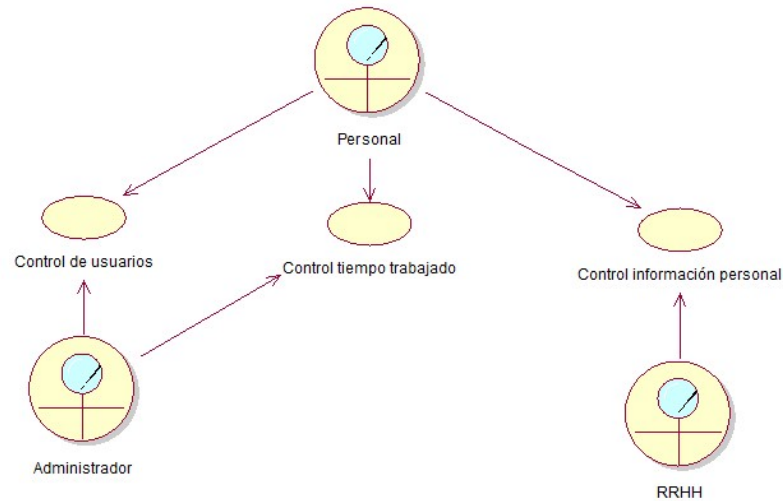 Personal
Control de usuarios
Control tiempo trabajado
Control información personal
Administrador
RRHH